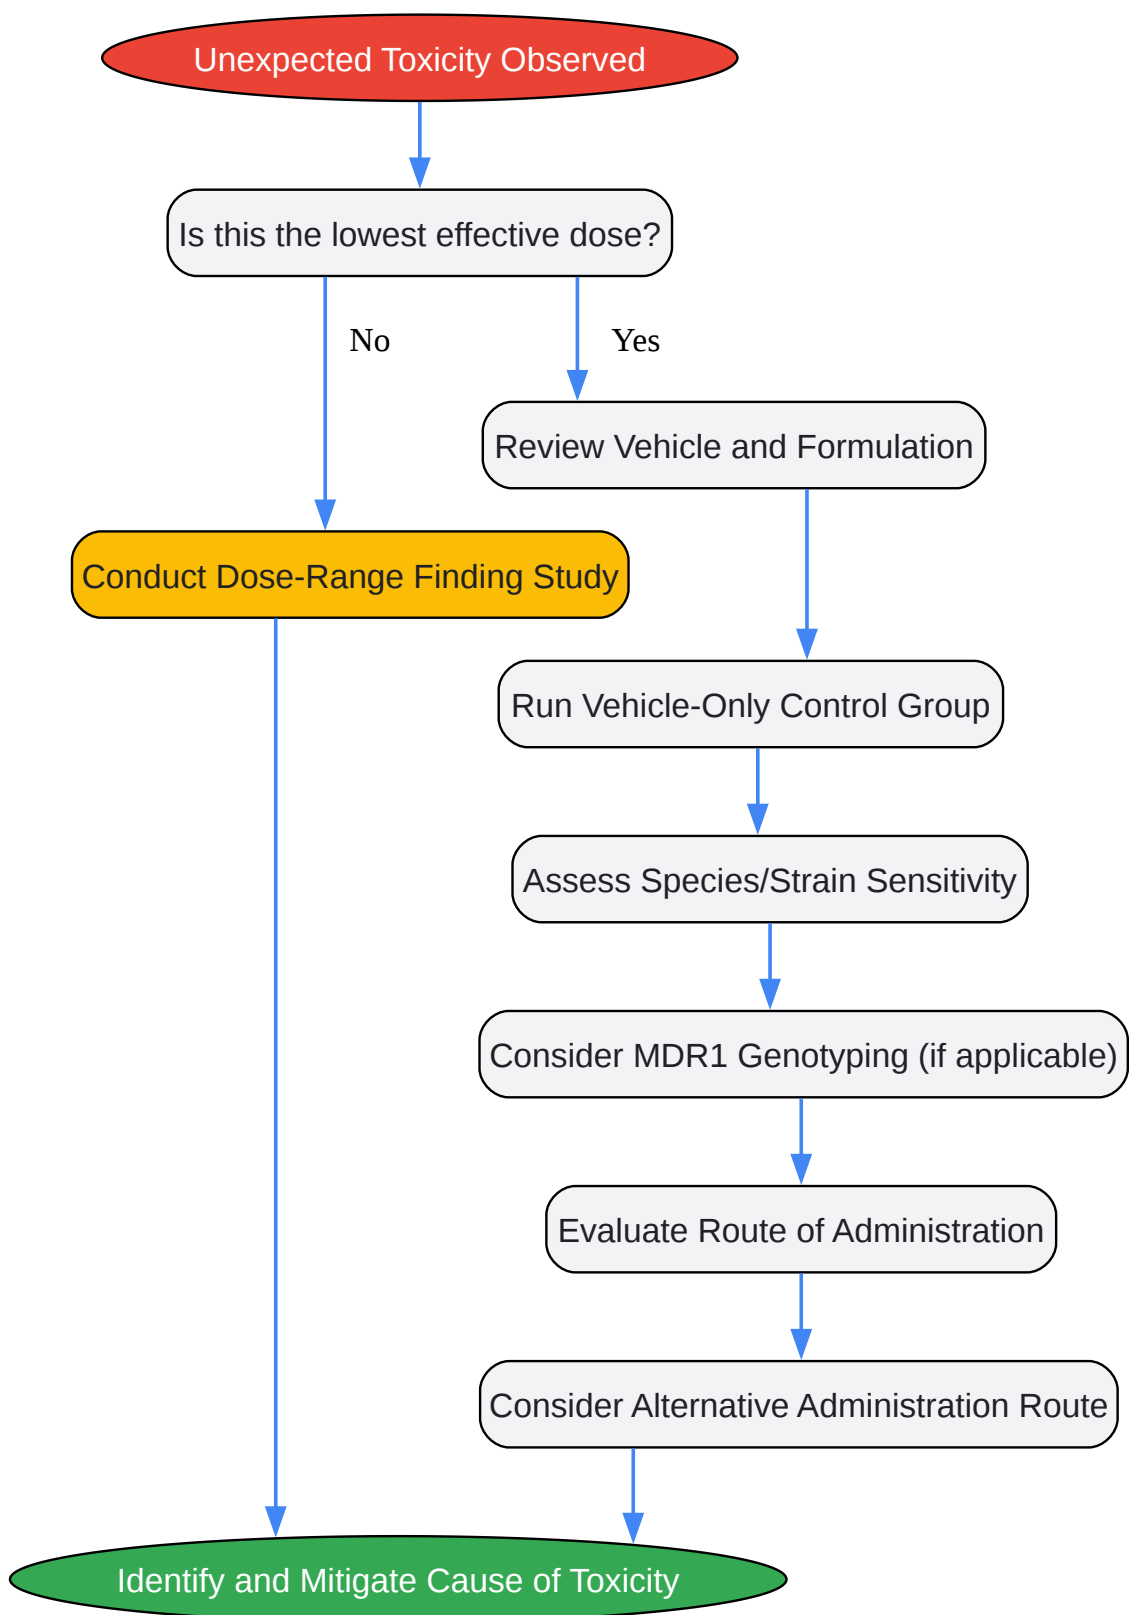 Unexpected Toxicity Observed
Is this the lowest effective dose?
No
Yes
Review Vehicle and Formulation
Conduct Dose-Range Finding Study
Run Vehicle-Only Control Group
Assess Species/Strain Sensitivity
Consider MDR1 Genotyping (if applicable)
Evaluate Route of Administration
Consider Alternative Administration Route
Identify and Mitigate Cause of Toxicity